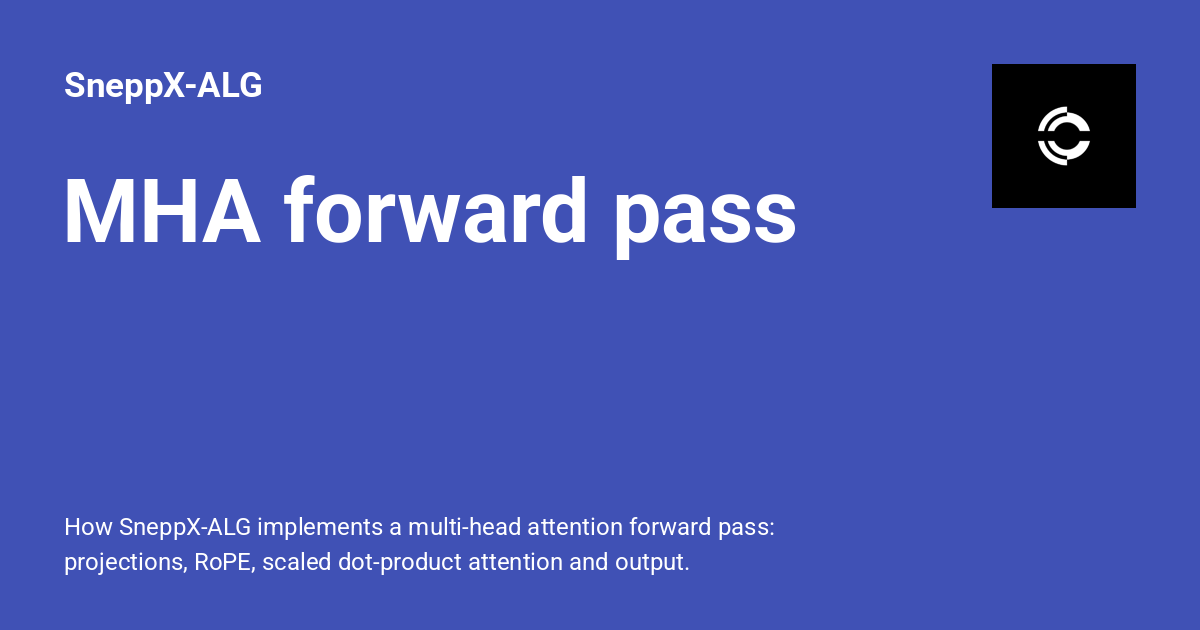 SneppX-ALG
MHA forward pass
How SneppX-ALG implements a multi-head attention forward pass:
projections, RoPE, scaled dot-product attention and output.